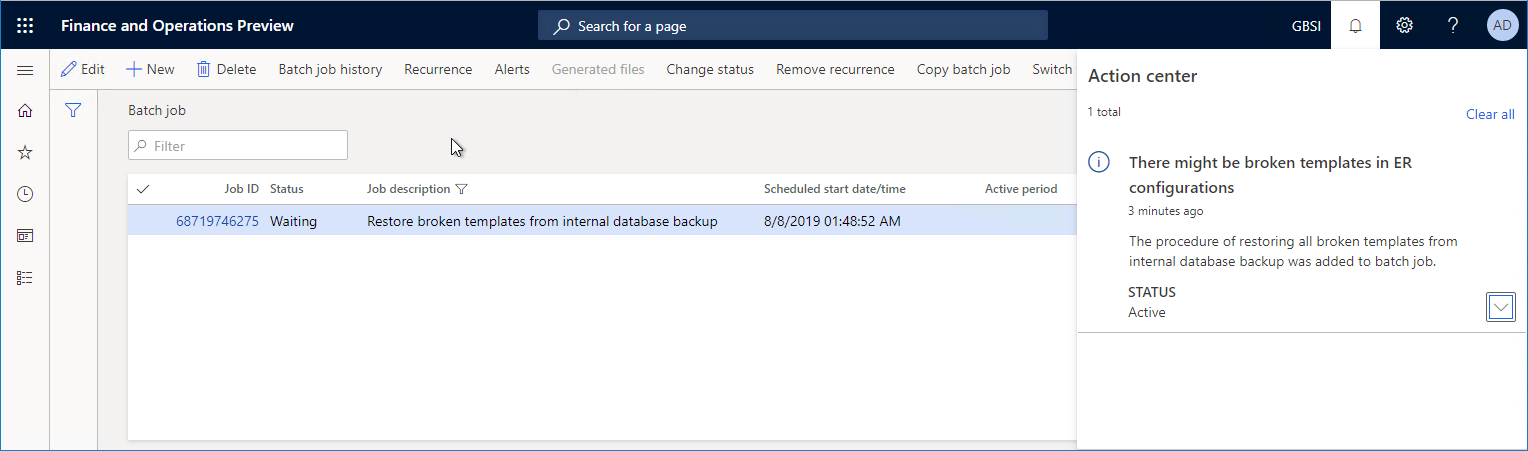 Finance and Operations Preview Search for a page GBSI ? AD
Edit New Delete Batch job history Recurrence Alerts Generated files Change status Remove recurrence Copy batch job Switch
Batch job
Filter
Job ID Status Job description Scheduled start date/time Active period
68719746275 Waiting Restore broken templates from internal database backup 8/8/2019 01:48:52 AM
Action center
1 total
Clear all
There might be broken templates in ER
configurations
3 minutes ago
The procedure of restoring all broken templates from
internal database backup was added to batch job.
STATUS
Active